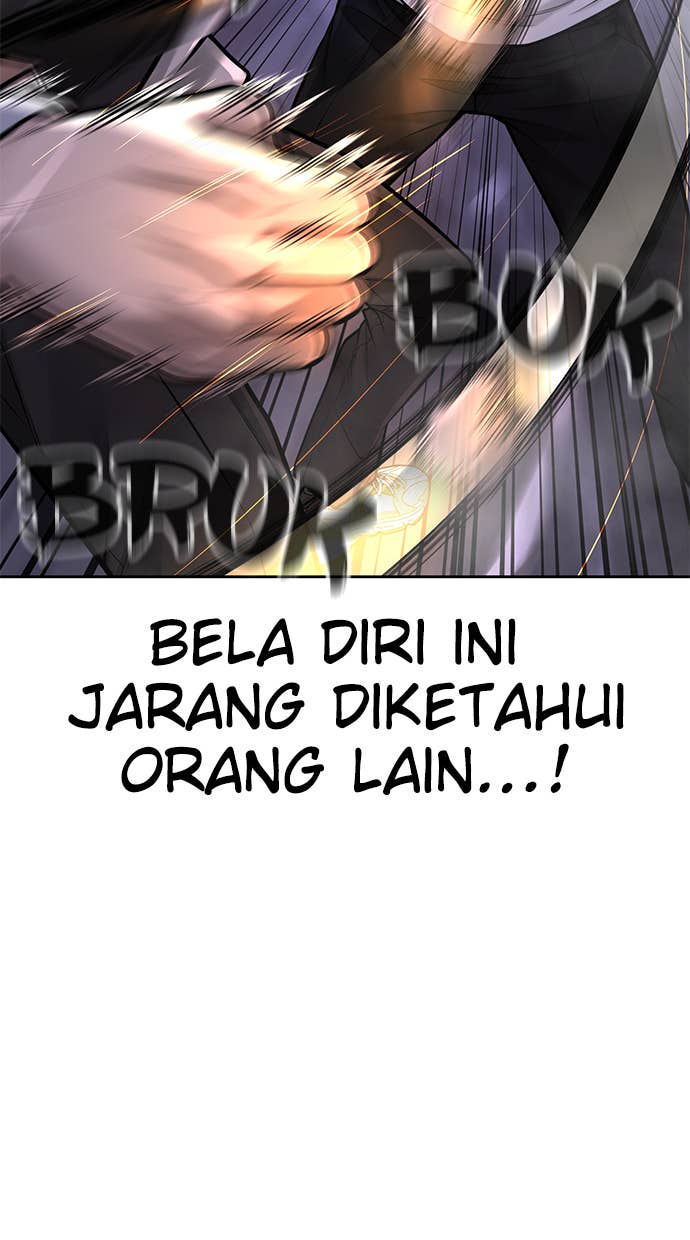 BUK
BRUK
BELA DIRI INI
JARANG DIKETAHUI
ORANG LAIN...!